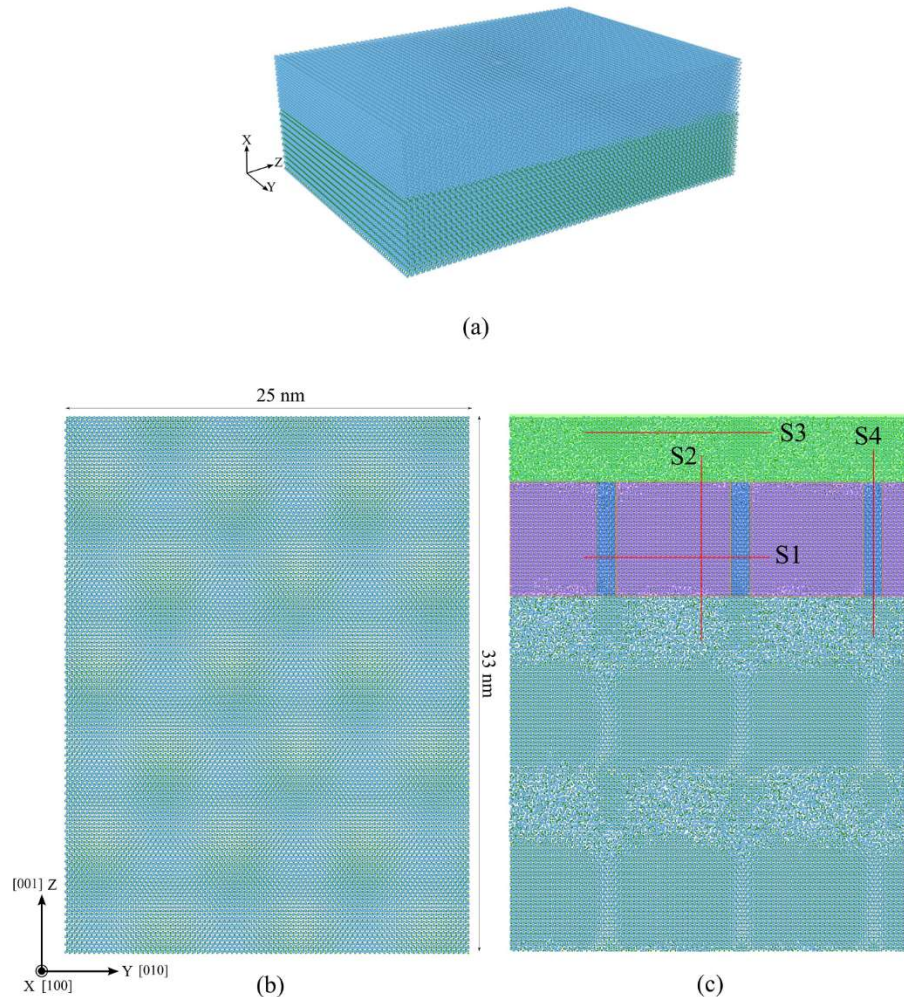 X
Z
Y
(a)
25 nm
S3
S4
S2
S1
33 nm
[001] Z
X [100]
Y [010]
(b)
(c)